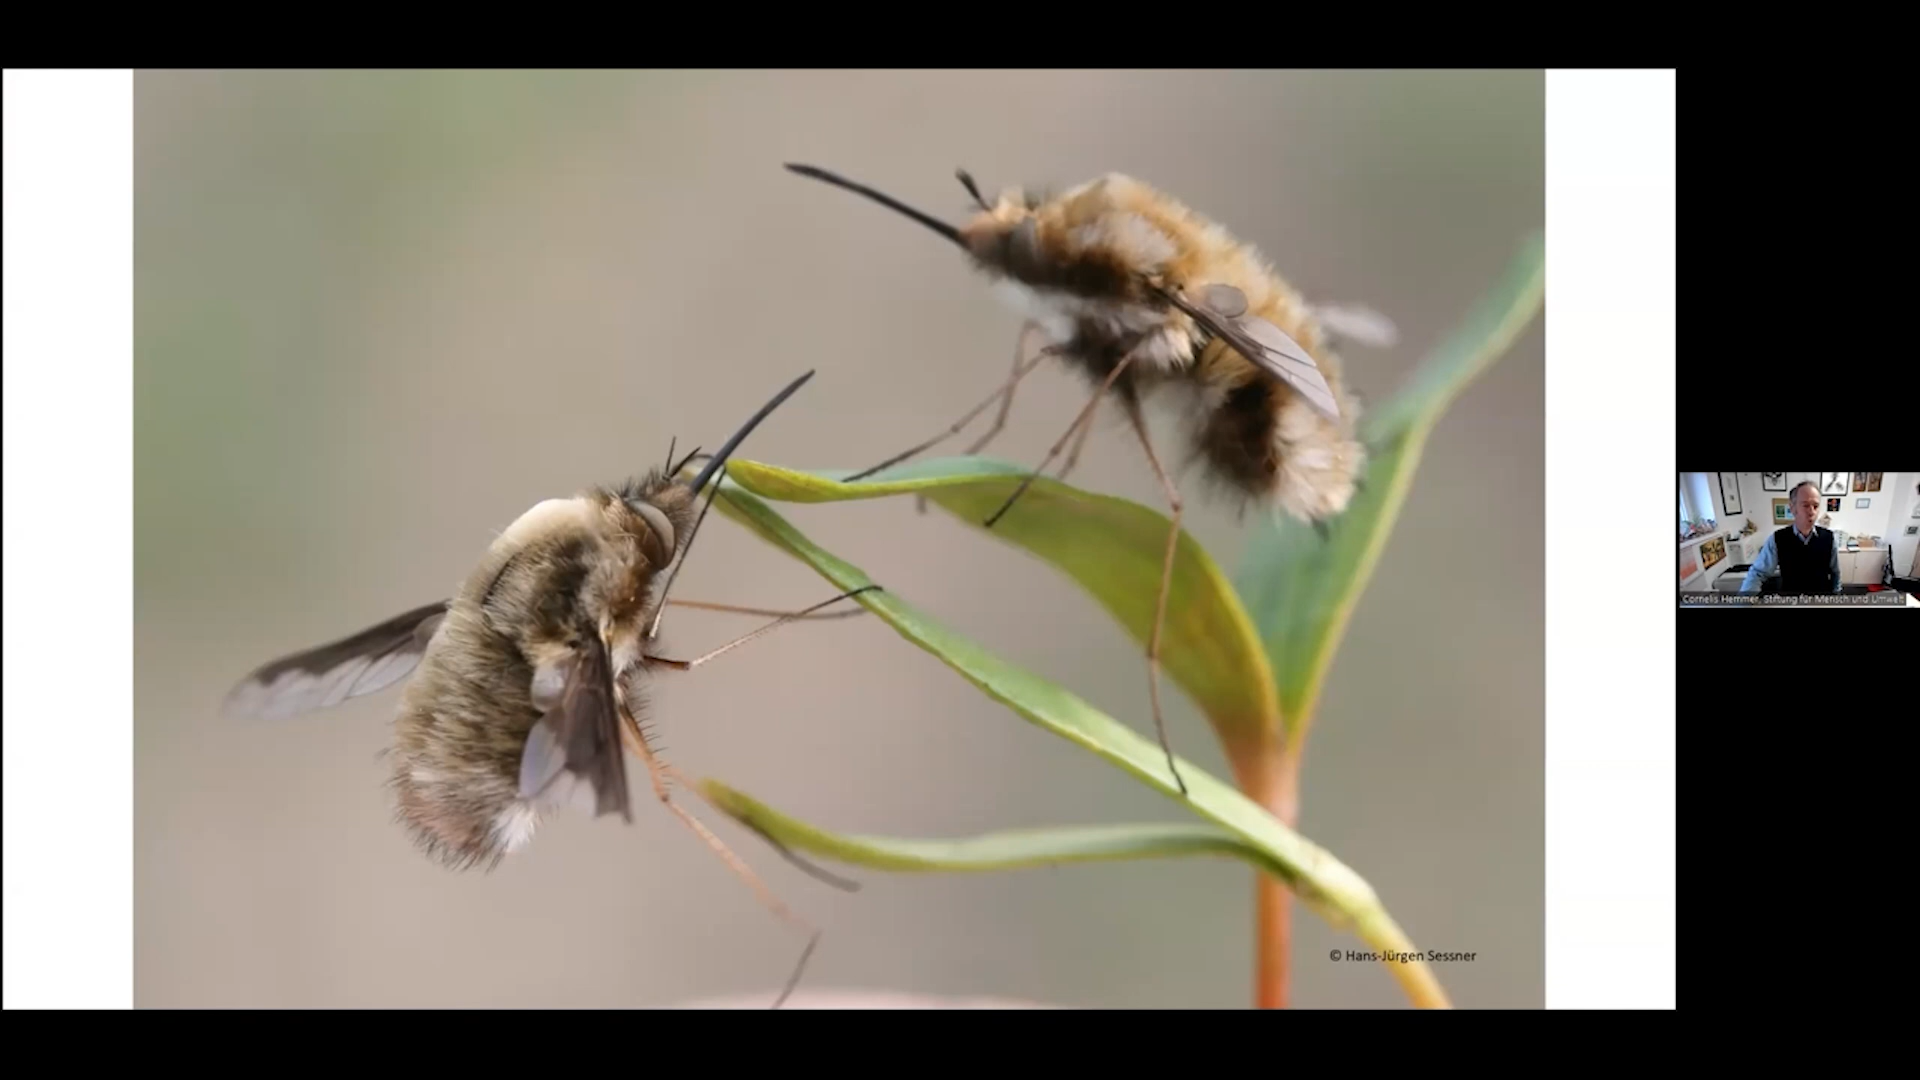 © Hans-Jürgen Sessner
Cornelis Hemmer, Stiftung für Mensch und Umwelt